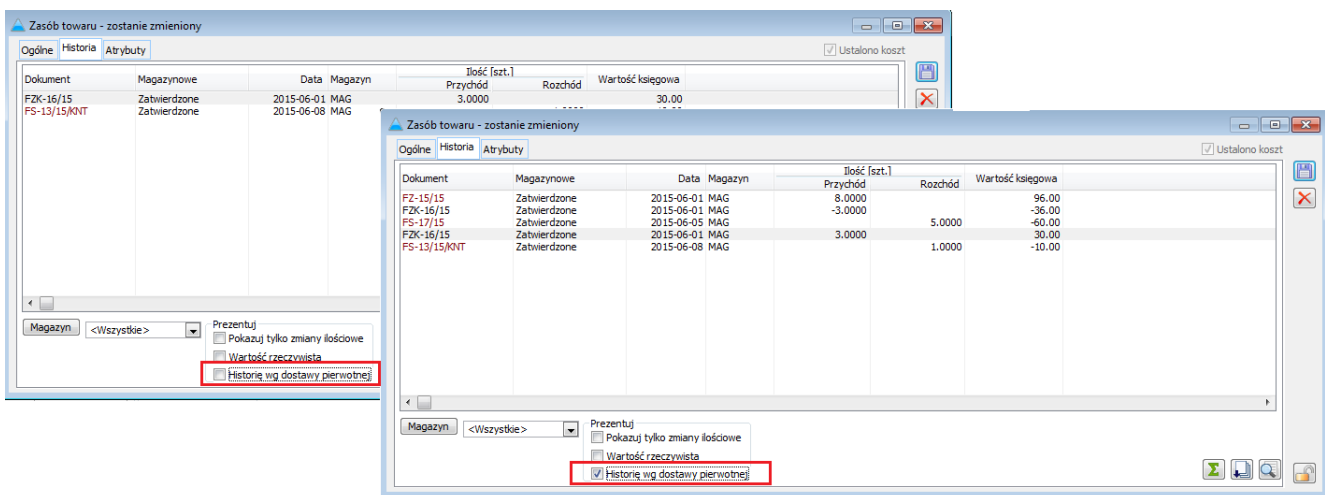 Zasób towaru - zostanie zmieniony
Ogólne Historia Atrybuty Ustalono koszt
Dokument Magazynowe Data Magazyn Ilość [szt.] Przychód Rozchód Wartość księgowa
FZK-16/15 Zatwierdzone 2015-06-01 MAG 3.0000 30.00
FS-13/15/KNT Zatwierdzone 2015-06-08 MAG
Magazyn <Wszystkie> Prezentuj
Pokazuj tylko zmiany ilościowe
Wartość rzeczywista
Historię wg dostawy pierwotnej
Zasób towaru - zostanie zmieniony
Ogólne Historia Atrybuty Ustalono koszt
Dokument Magazynowe Data Magazyn Ilość [szt.] Przychód Rozchód Wartość księgowa
FZ-15/15 Zatwierdzone 2015-06-01 MAG 8.0000 96.00
FZK-16/15 Zatwierdzone 2015-06-01 MAG -3.0000 -36.00
FS-17/15 Zatwierdzone 2015-06-05 MAG 5.0000 -60.00
FZK-16/15 Zatwierdzone 2015-06-01 MAG 3.0000 30.00
FS-13/15/KNT Zatwierdzone 2015-06-08 MAG 1.0000 -10.00
Magazyn <Wszystkie> Prezentuj
Pokazuj tylko zmiany ilościowe
Wartość rzeczywista
Historię wg dostawy pierwotnej